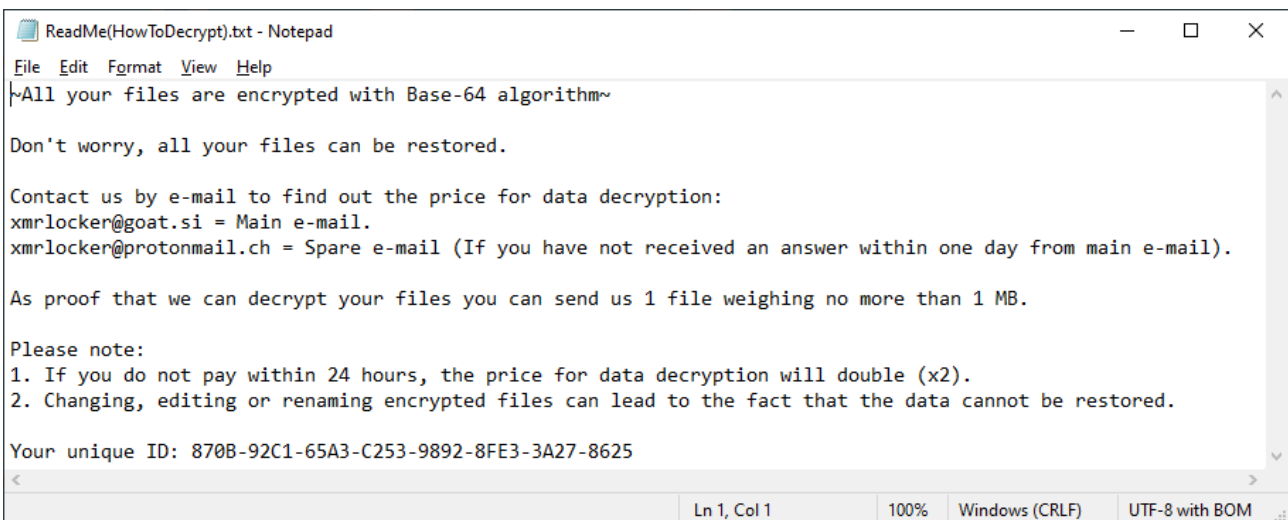 ReadMe(HowToDecrypt).txt - Notepad
File Edit Format View Help
~All your files are encrypted with Base-64 algorithm~
Don't worry, all your files can be restored.
Contact us by e-mail to find out the price for data decryption:
xmrlocker@goat.si = Main e-mail.
xmrlocker@protonmail.ch = Spare e-mail (If you have not received an answer within one day from main e-mail).
As proof that we can decrypt your files you can send us 1 file weighing no more than 1 MB.
Please note:
1. If you do not pay within 24 hours, the price for data decryption will double (x2).
2. Changing, editing or renaming encrypted files can lead to the fact that the data cannot be restored.
Your unique ID: 870B-92C1-65A3-C253-9892-8FE3-3A27-8625
Ln 1, Col 1 100% Windows (CRLF) UTF-8 with BOM